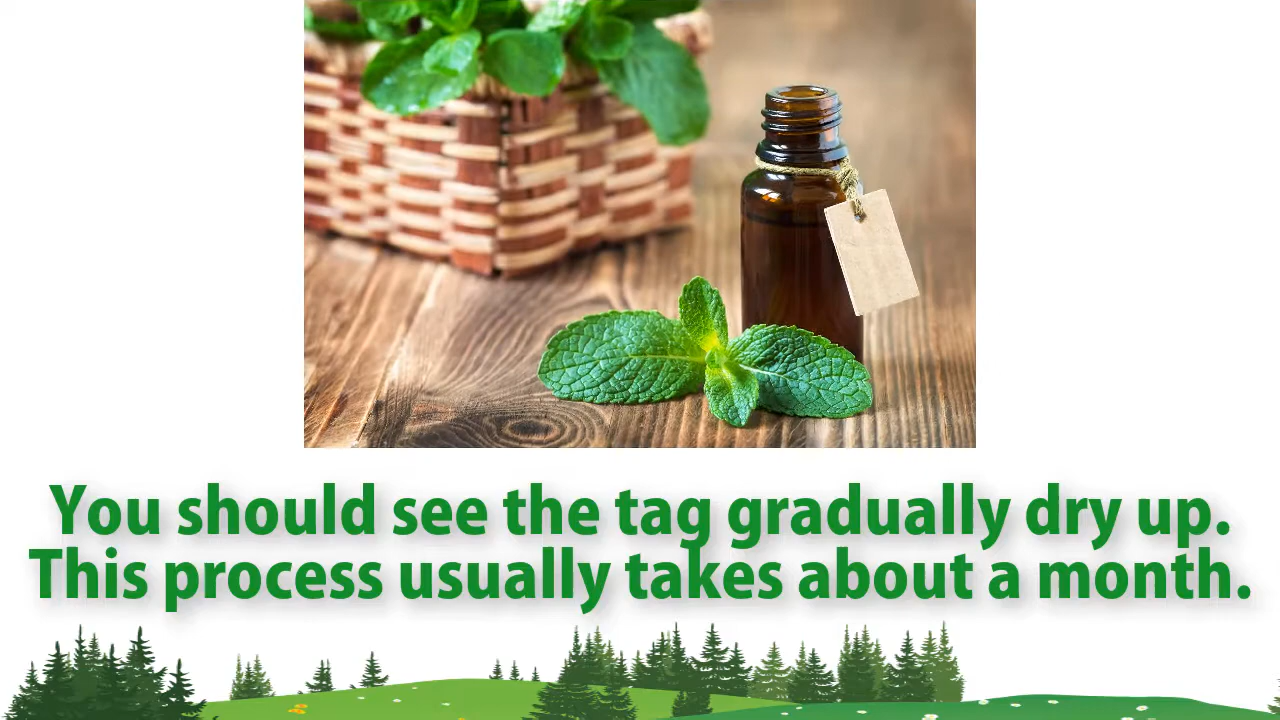 You should see the tag gradually dry up.
This process usually takes about a month.